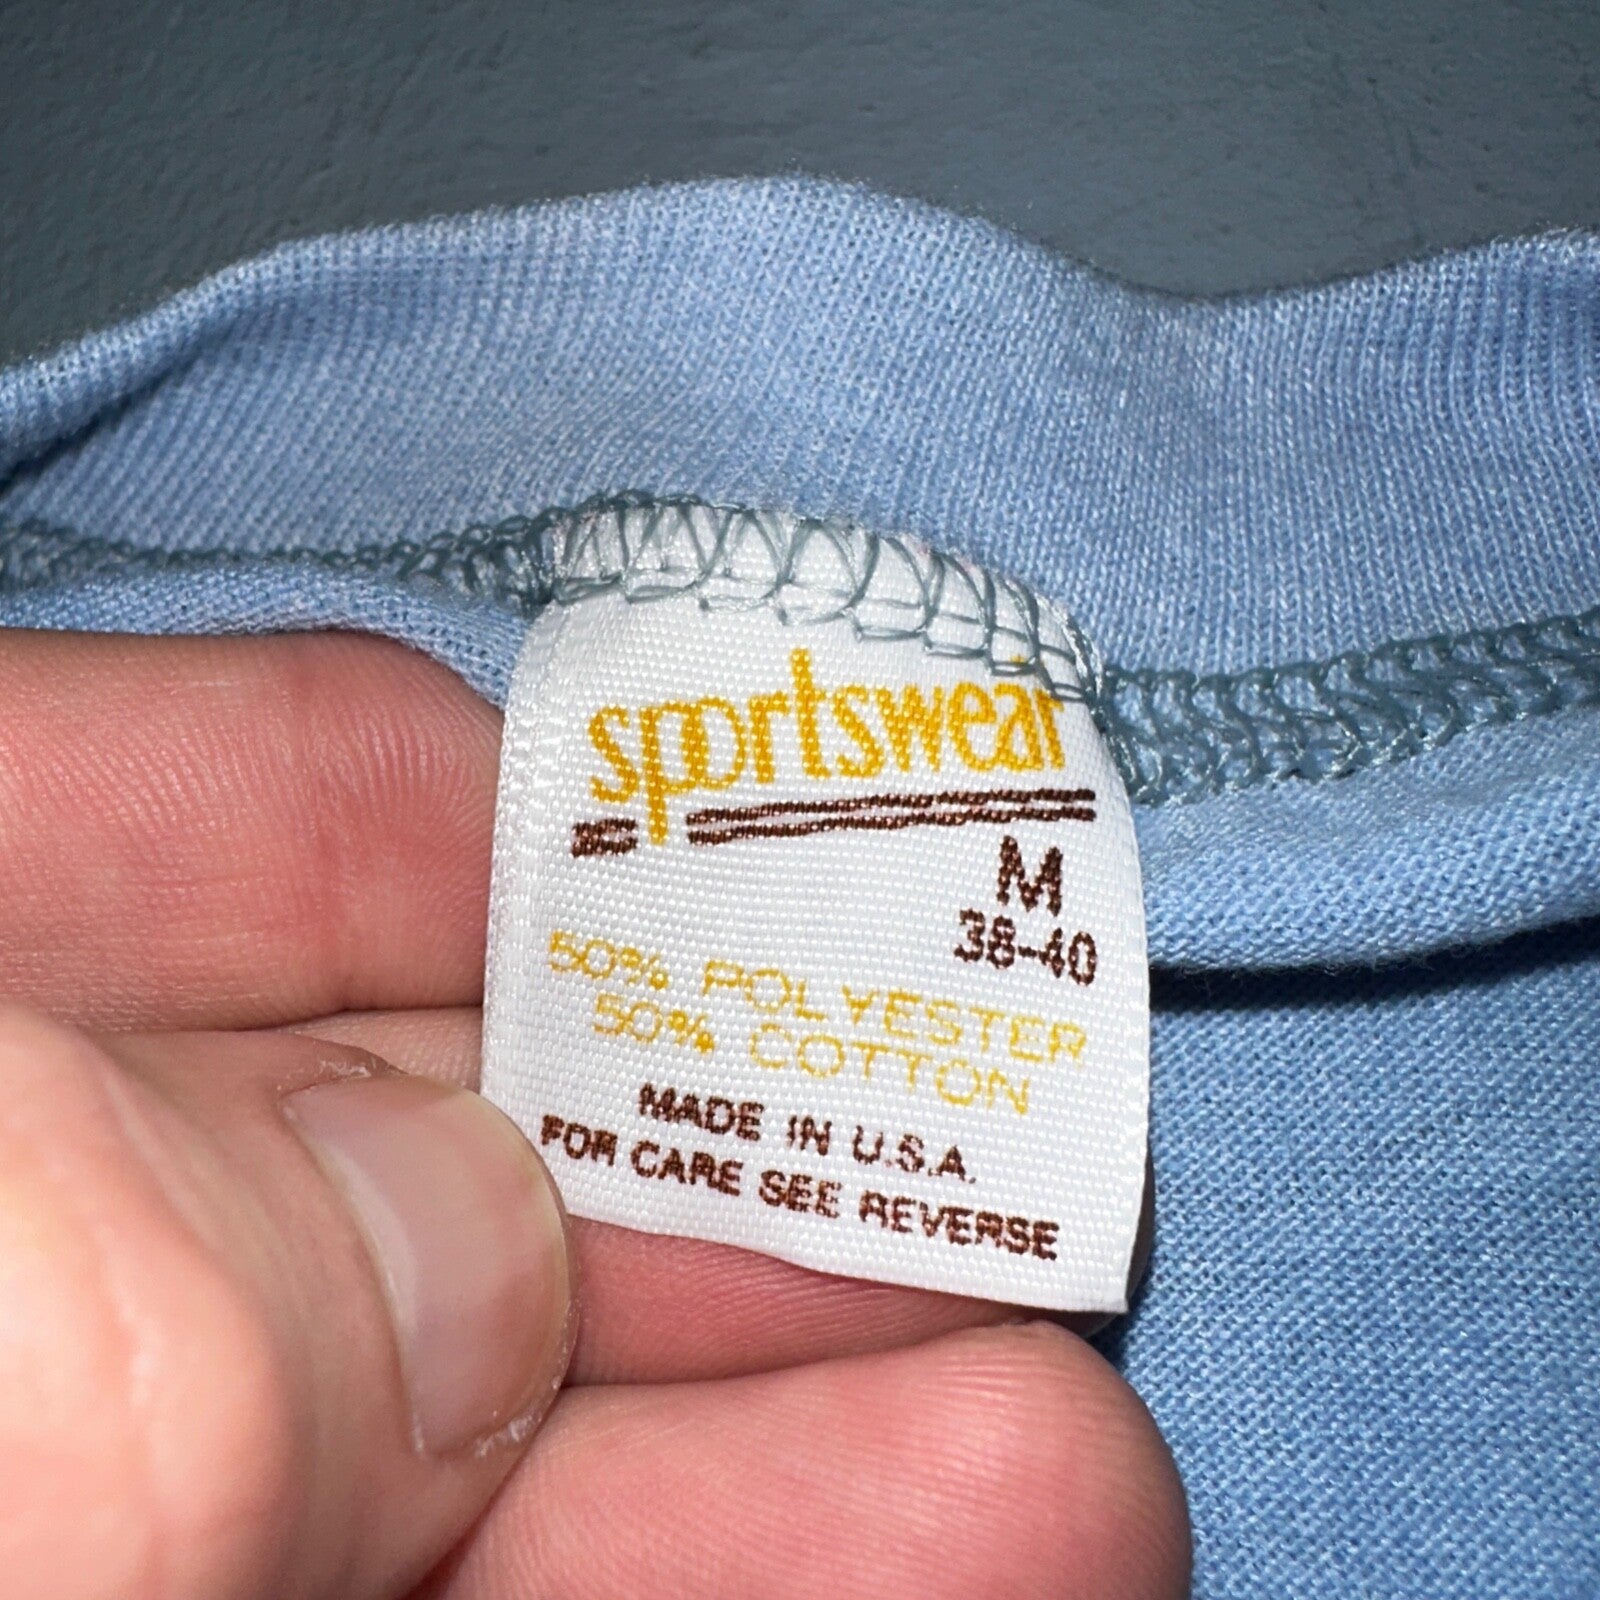 sportswear
M
38-40
50% POLYESTER
50% COTTON
MADE IN U.S.A.
FOR CARE SEE REVERSE